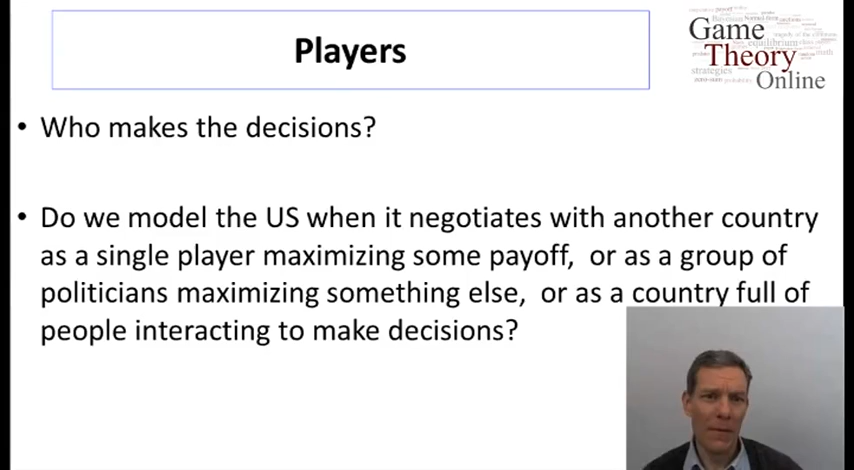 Players
Game
Theory
Online
equilibrium
strategies
• Who makes the decisions?
• Do we model the US when it negotiates with another country
as a single player maximizing some payoff,  or as a group of
politicians maximizing something else,  or as a country full of
people interacting to make decisions?